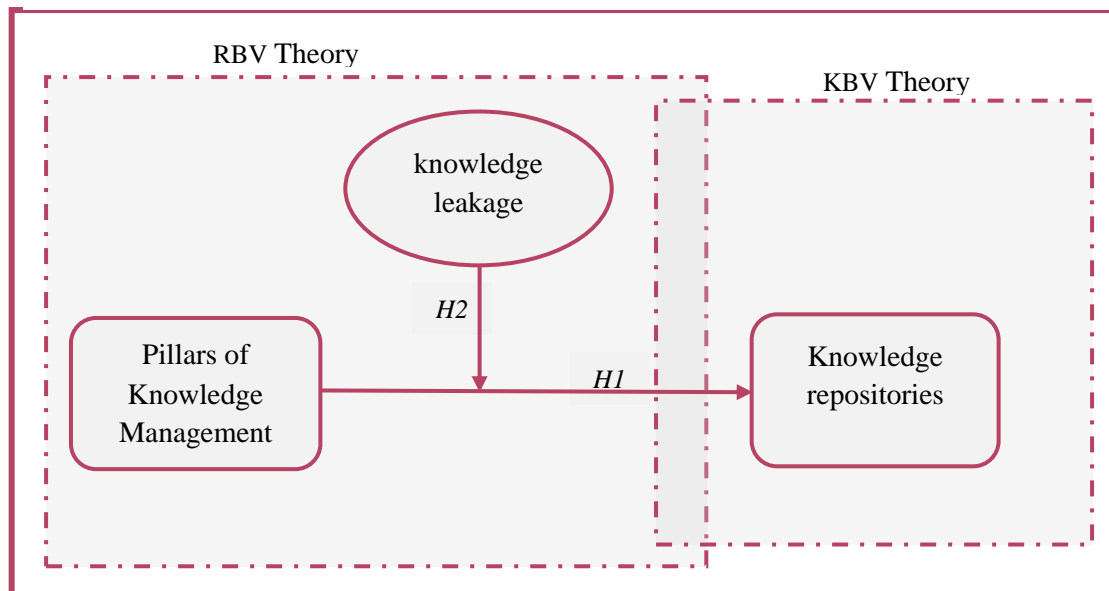 RBV Theory
KBV Theory
knowledge
leakage
H2
Pillars of
Knowledge
Management
H1
Knowledge
repositories